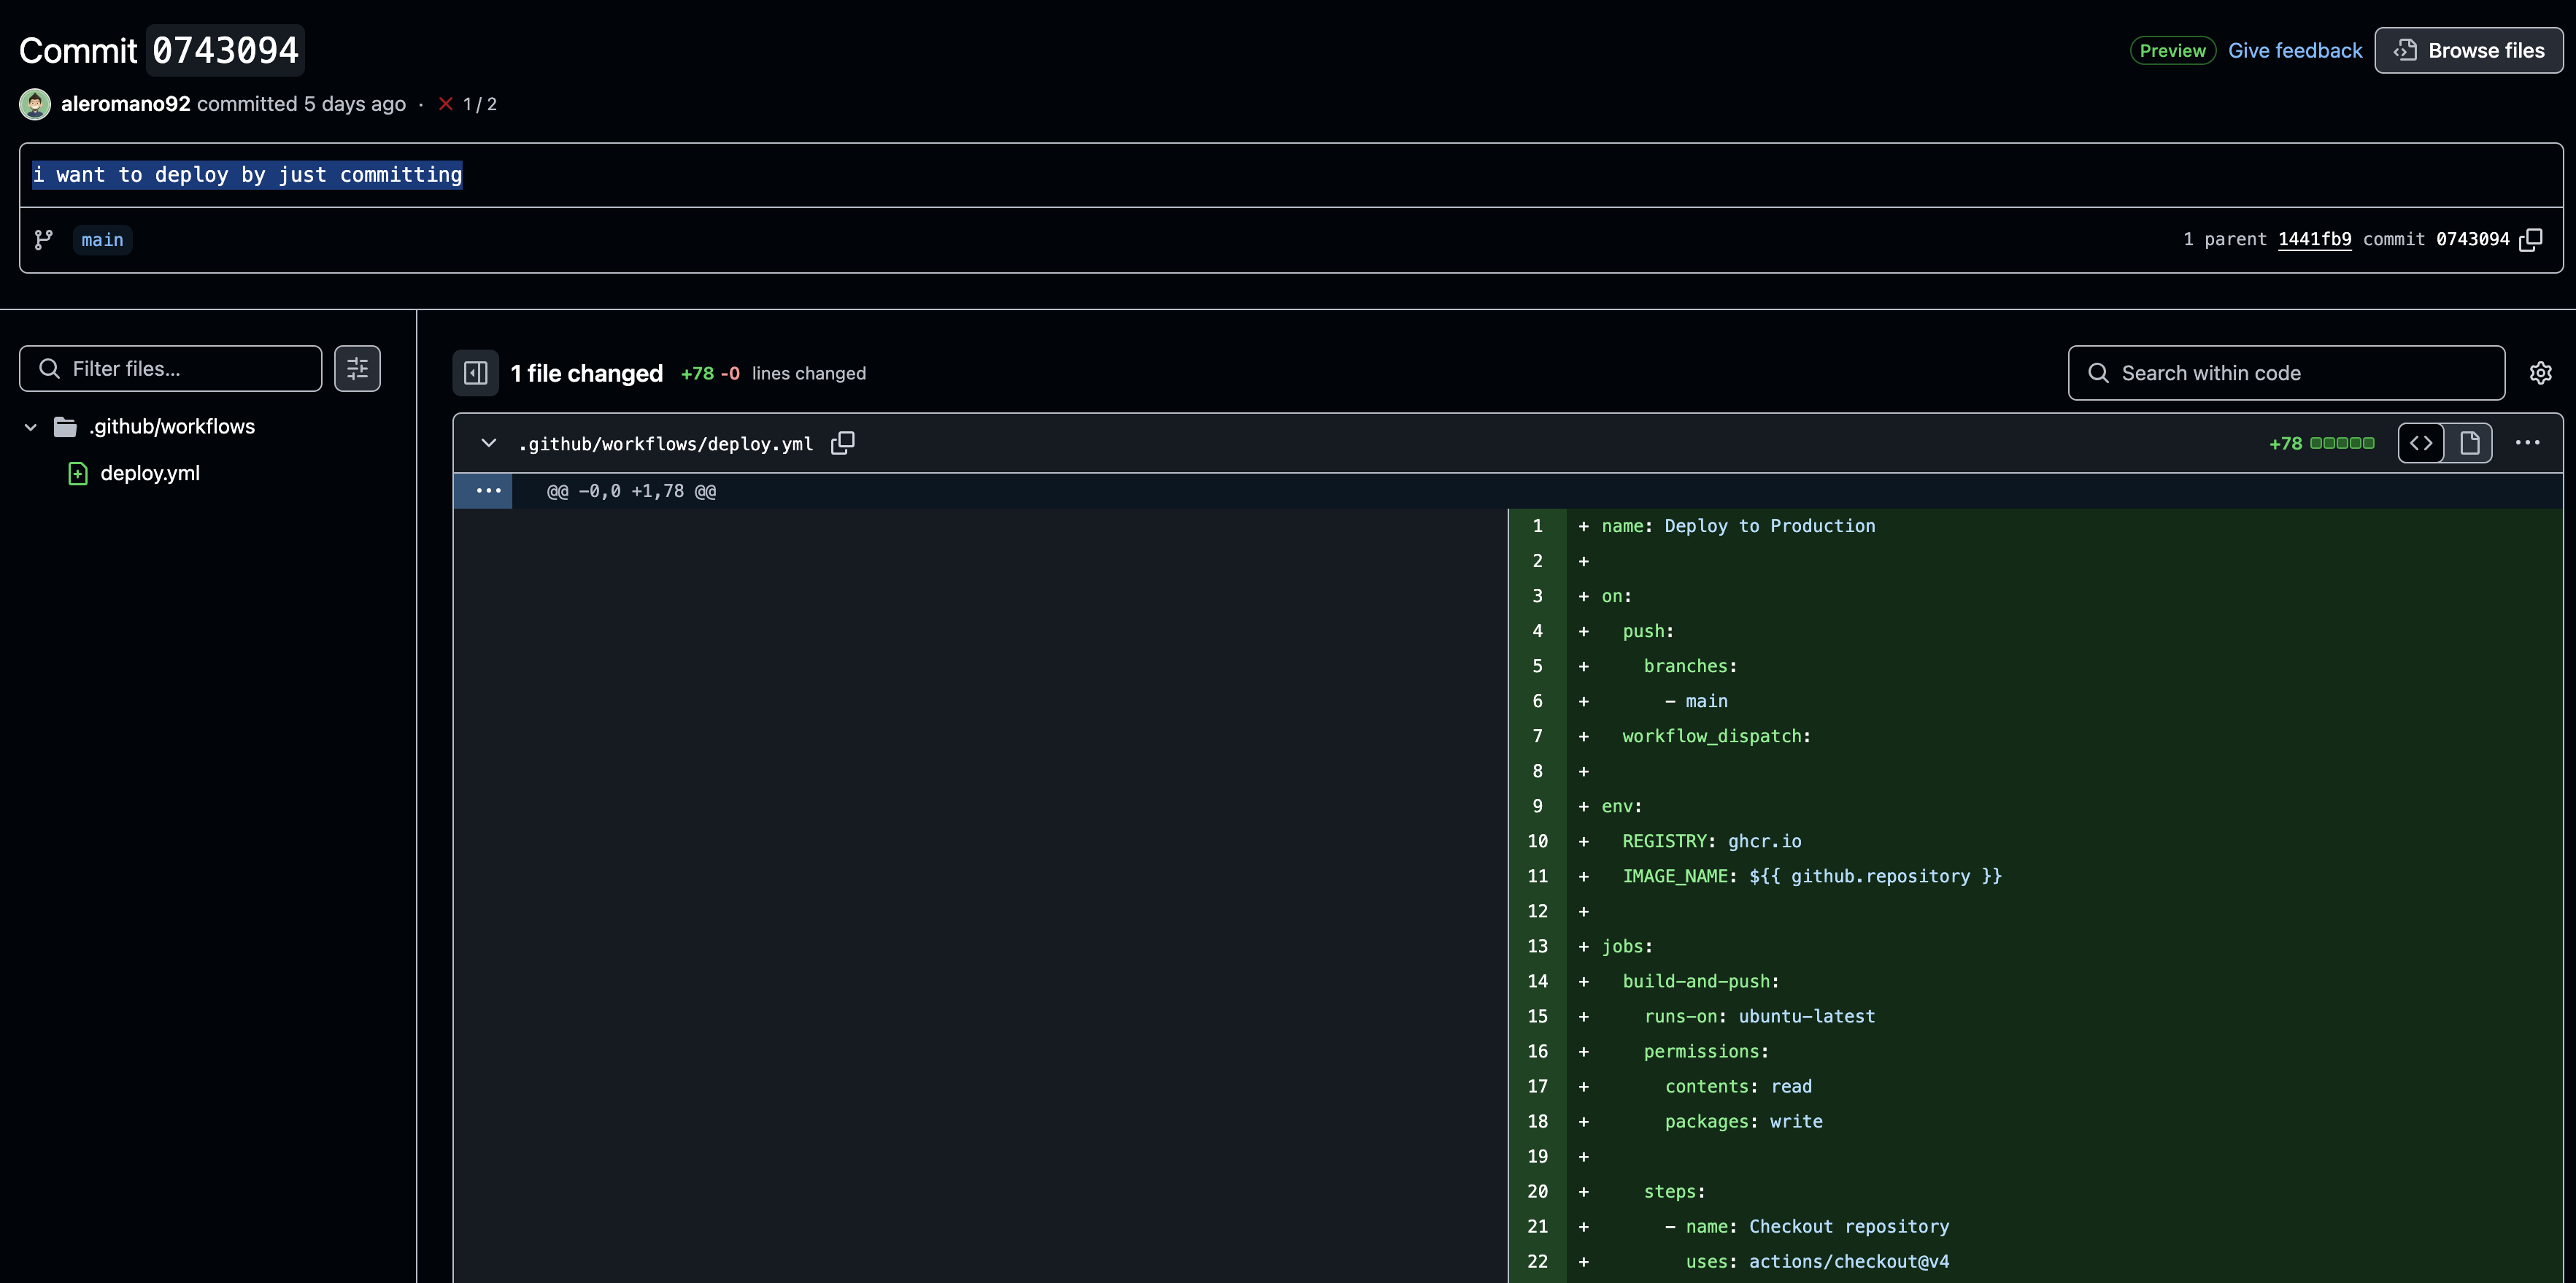 Commit 0743094
Preview Give feedback Browse files
aleromano92 committed 5 days ago · 1 / 2
i want to deploy by just committing
main
1 parent 1441fb9 commit 0743094
Filter files...
.github/workflows
deploy.yml
1 file changed +78 -0 lines changed
Search within code
.github/workflows/deploy.yml
+78
@@ -0,0 +1,78 @@
1 + name: Deploy to Production
2 +
3 + on:
4 + push:
5 + branches:
6 + - main
7 + workflow_dispatch:
8 +
9 + env:
10 + REGISTRY: ghcr.io
11 + IMAGE_NAME: ${{ github.repository }}
12 +
13 + jobs:
14 + build-and-push:
15 + runs-on: ubuntu-latest
16 + permissions:
17 + contents: read
18 + packages: write
19 +
20 + steps:
21 + - name: Checkout repository
22 + uses: actions/checkout@v4